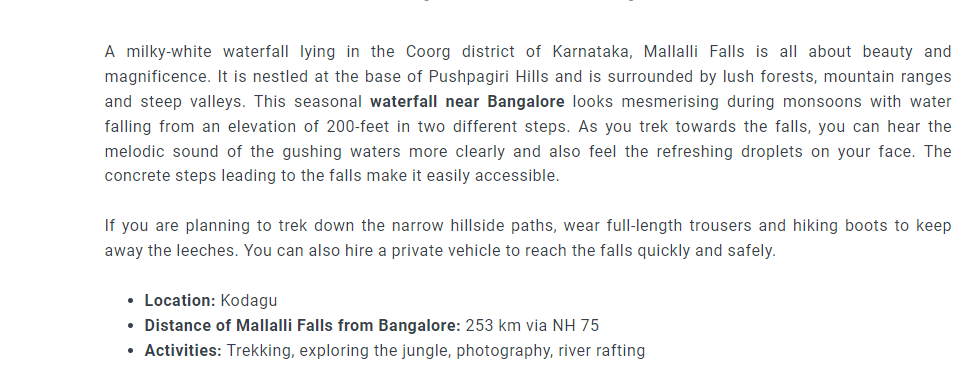 A milky-white waterfall lying in the Coorg district of Karnataka, Mallalli Falls is all about beauty and
magnificence. It is nestled at the base of Pushpagiri Hills and is surrounded by lush forests, mountain ranges
and steep valleys. This seasonal waterfall near Bangalore looks mesmerising during monsoons with water
falling from an elevation of 200-feet in two different steps. As you trek towards the falls, you can hear the
melodic sound of the gushing waters more clearly and also feel the refreshing droplets on your face. The
concrete steps leading to the falls make it easily accessible.
If you are planning to trek down the narrow hillside paths, wear full-length trousers and hiking boots to keep
away the leeches. You can also hire a private vehicle to reach the falls quickly and safely.
• Location: Kodagu
• Distance of Mallalli Falls from Bangalore: 253 km via NH 75
• Activities: Trekking, exploring the jungle, photography, river rafting